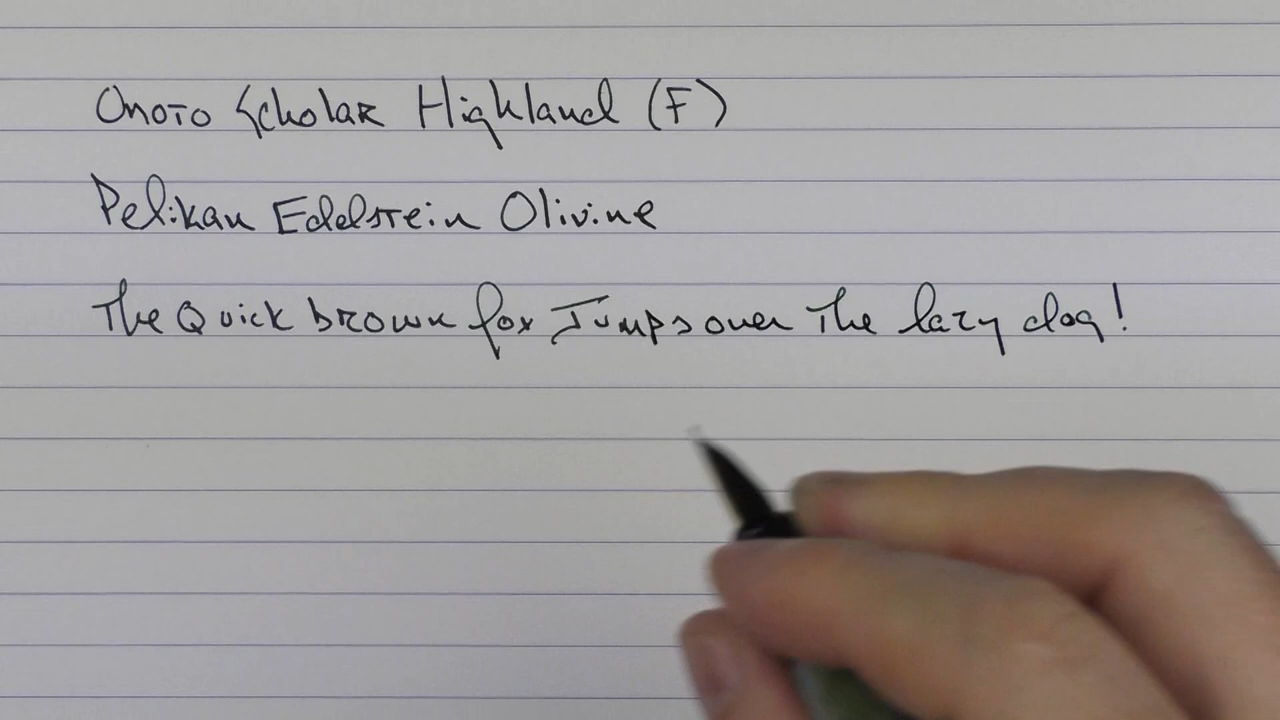 Onoto Scholar Highland (F)
Pelikan Edelstein Olivine
The Quick brown fox Jumps over The lazy dog!